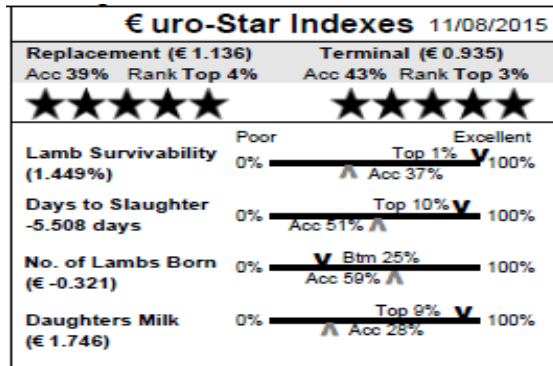 €uro-Star Indexes 11/08/2015
Replacement (€ 1.136) Terminal (€ 0.935)
Acc 39% Rank Top 4% Acc 43% Rank Top 3%
Poor Excellent
Lamb Survivability 0% Top 1% 100%
(1.449%) Acc 37%
Days to Slaughter 0% Top 10% 100%
-5.508 days Acc 51%
No. of Lambs Born 0% Btm 25% 100%
(€ -0.321) Acc 59%
Daughters Milk 0% Top 9% 100%
(€ 1.746) Acc 28%